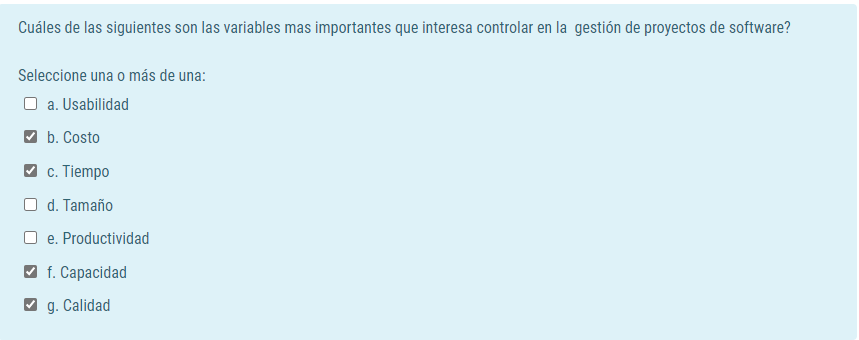 Cuáles de las siguientes son las variables mas importantes que interesa controlar en la gestión de proyectos de software?
Seleccione una o más de una:
a. Usabilidad
b. Costo
c. Tiempo
d. Tamaño
e. Productividad
f. Capacidad
g. Calidad